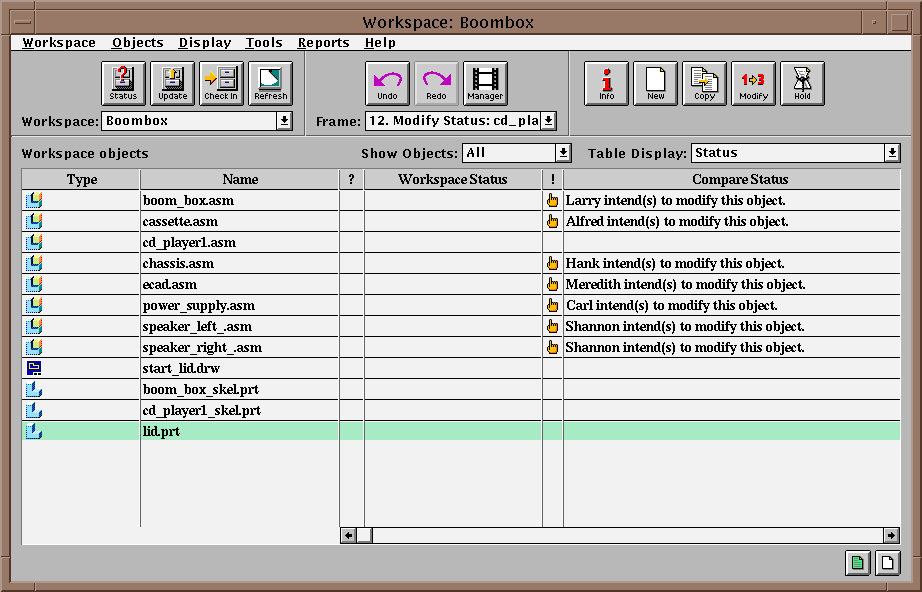 Workspace: Boombox
Workspace Objects Display Tools Reports Help
Status Update Check In Refresh Undo Redo Manager Info New Copy Modify Hold
Workspace: Boombox Frame: 12. Modify Status: cd_pla
Workspace objects Show Objects: All Table Display: Status
Type Name ? Workspace Status ! Compare Status
boom_box.asm Larry intend(s) to modify this object.
cassette.asm Alfred intend(s) to modify this object.
cd_player1.asm
chassis.asm Hank intend(s) to modify this object.
ecad.asm Meredith intend(s) to modify this object.
power_supply.asm Carl intend(s) to modify this object.
speaker_left_.asm Shannon intend(s) to modify this object.
speaker_right_.asm Shannon intend(s) to modify this object.
start_lid.drw
boom_box_skel.prt
cd_player1_skel.prt
lid.prt